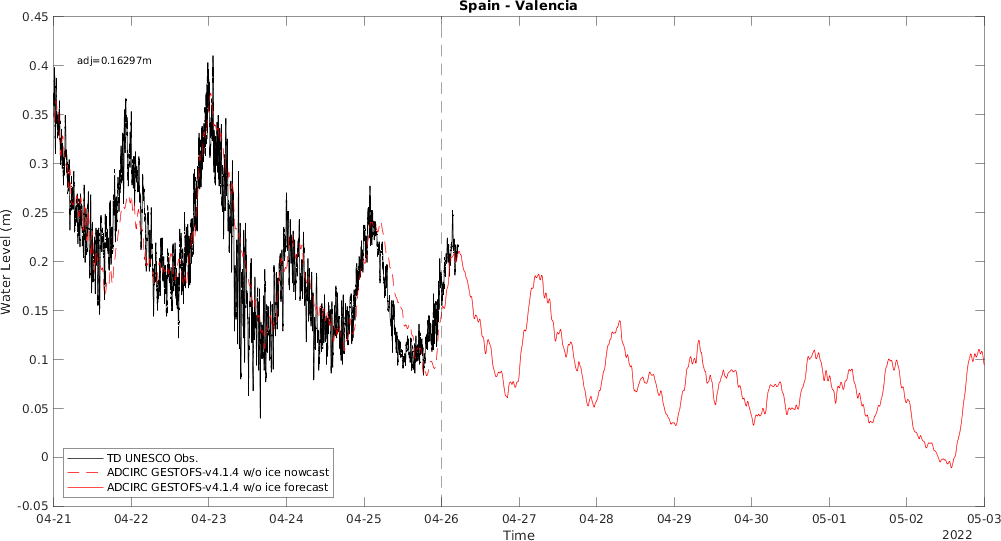 Spain - Valencia
0.45
0.4
0.35
0.3
0.25
0.2
0.15
0.1
0.05
0
-0.05
Water Level (m)
adj=0.16297m
TD UNESCO Obs.
ADCIRC GESTOFS-v4.1.4 w/o ice nowcast
ADCIRC GESTOFS-v4.1.4 w/o ice forecast
04-21 04-22 04-23 04-24 04-25 04-26 04-27 04-28 04-29 04-30 05-01 05-02 05-03
Time
2022